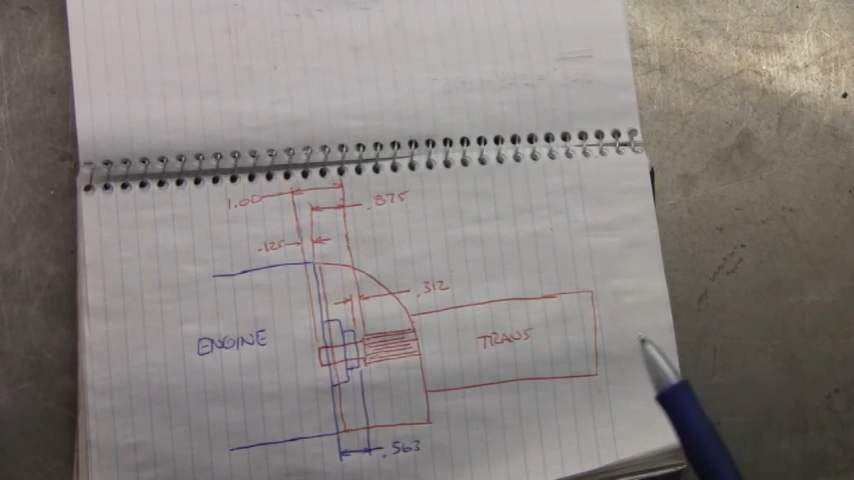 1.00
.875
.125
.312
ENGINE
TRANS
.563